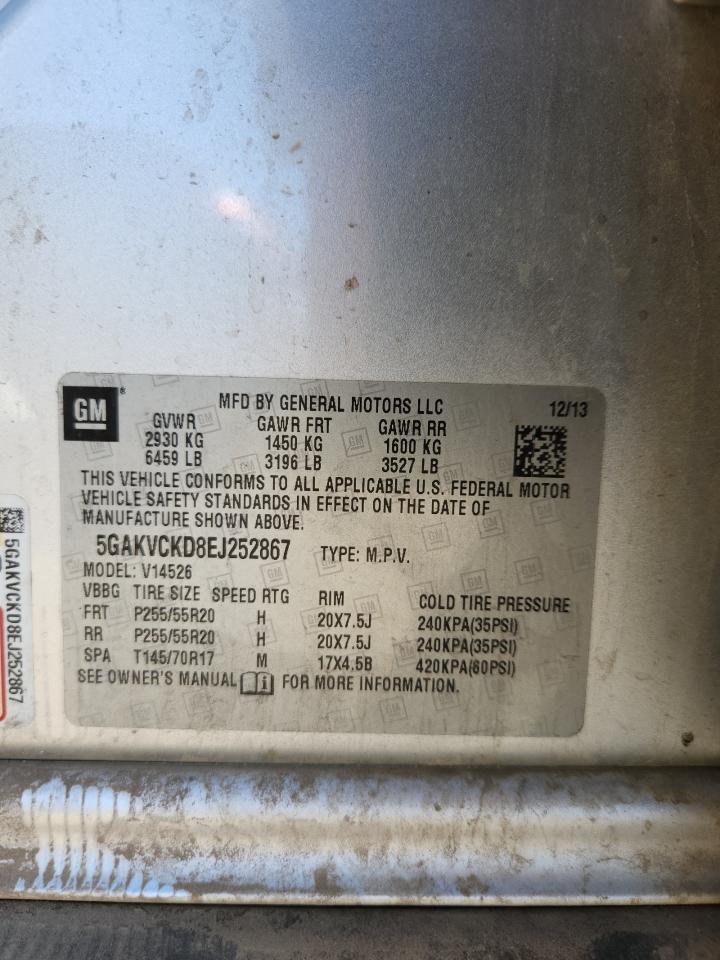 GM
MFD BY GENERAL MOTORS LLC 12/13
GVWR GAWR FRT GAWR RR
2930 KG 1450 KG 1600 KG
6459 LB 3196 LB 3527 LB
THIS VEHICLE CONFORMS TO ALL APPLICABLE U.S. FEDERAL MOTOR
VEHICLE SAFETY STANDARDS IN EFFECT ON THE DATE OF
MANUFACTURE SHOWN ABOVE.
5GAKVCKD8EJ252867 TYPE: M.P.V.
MODEL: V14526
VBBG TIRE SIZE SPEED RTG RIM COLD TIRE PRESSURE
FRT P255/55R20 H 20X7.5J 240KPA(35PSI)
RR P255/55R20 H 20X7.5J 240KPA(35PSI)
SPA T145/70R17 M 17X4.5B 420KPA(60PSI)
SEE OWNER'S MANUAL FOR MORE INFORMATION.
5GAKVCKD8EJ252867